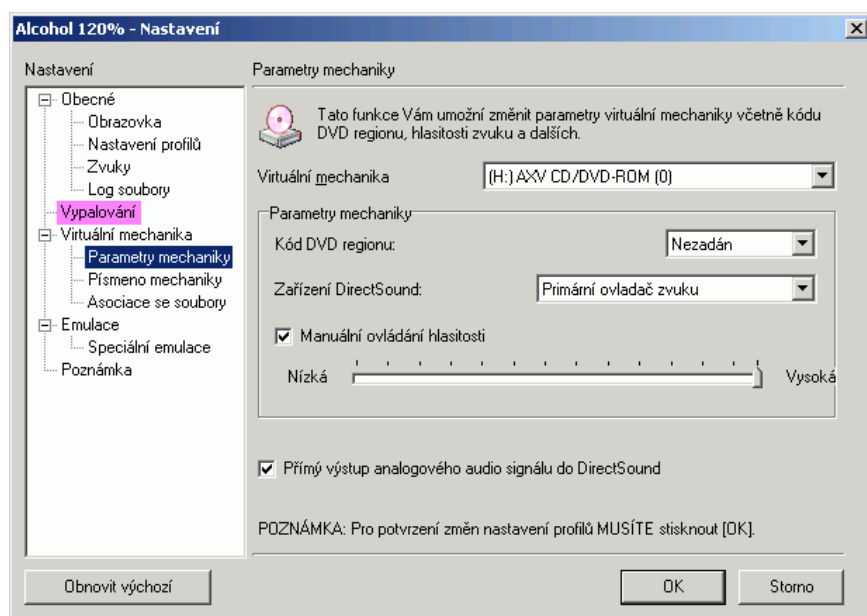 Alcohol 120% - Nastavení
Nastavení
Obecné
Obrazovka
Nastavení profilů
Zvuky
Log soubory
Vypalování
Virtuální mechanika
Parametry mechaniky
Písmeno mechaniky
Asociace se soubory
Emulace
Speciální emulace
Poznámka
Parametry mechaniky
Tato funkce Vám umožní změnit parametry virtuální mechaniky včetně kódu
DVD regionu, hlasitosti zvuku a dalších.
Virtuální mechanika (H:) AXV CD/DVD-ROM (0)
Parametry mechaniky
Kód DVD regionu: Nezadán
Zařízení DirectSound: Primární ovladač zvuku
Manuální ovládání hlasitosti
Nízká Vysoká
Přímý výstup analogového audio signálu do DirectSound
POZNÁMKA: Pro potvrzení změn nastavení profilů MUSÍTE stisknout [OK].
Obnovit výchozí OK Storno